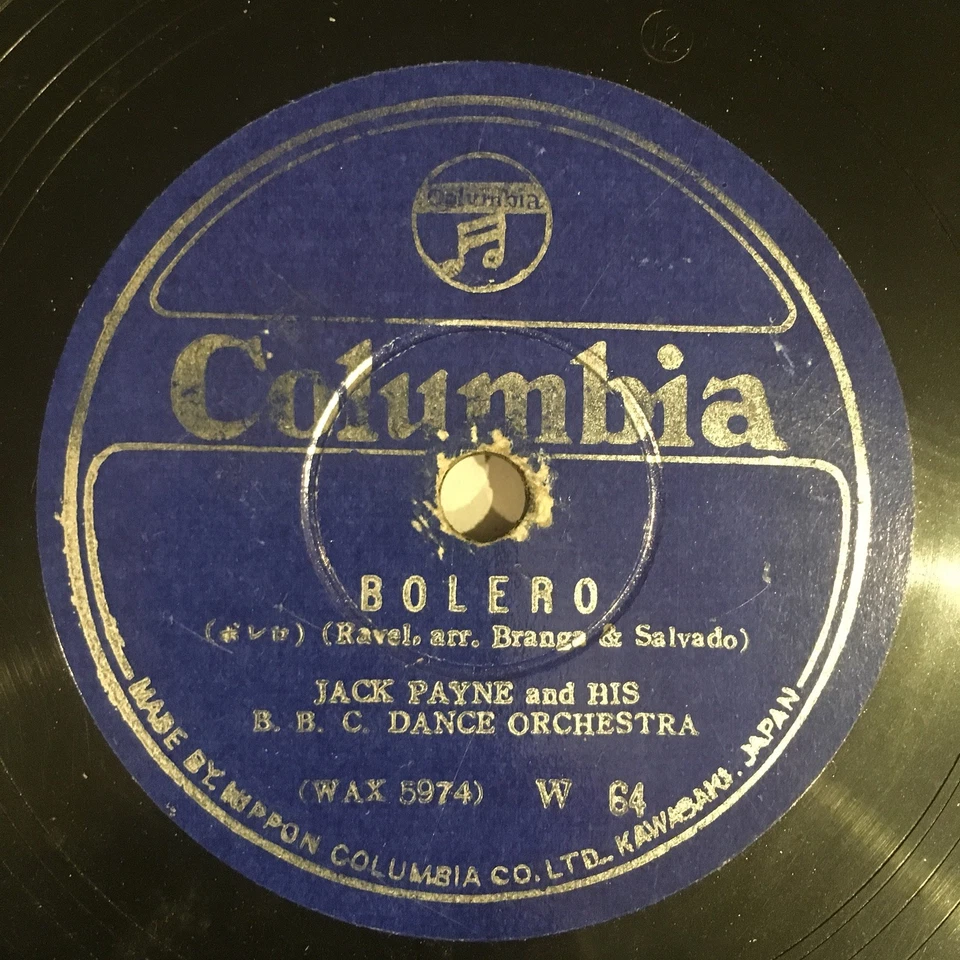 12
Columbia
Columbia
BOLERO
(ボレロ) (Ravel, arr. Branga & Salvado)
JACK PAYNE and HIS
B. B. C. DANCE ORCHESTRA
(WAX 5974) W 64
MADE BY NIPPON COLUMBIA CO., LTD., KAWASAKI, JAPAN